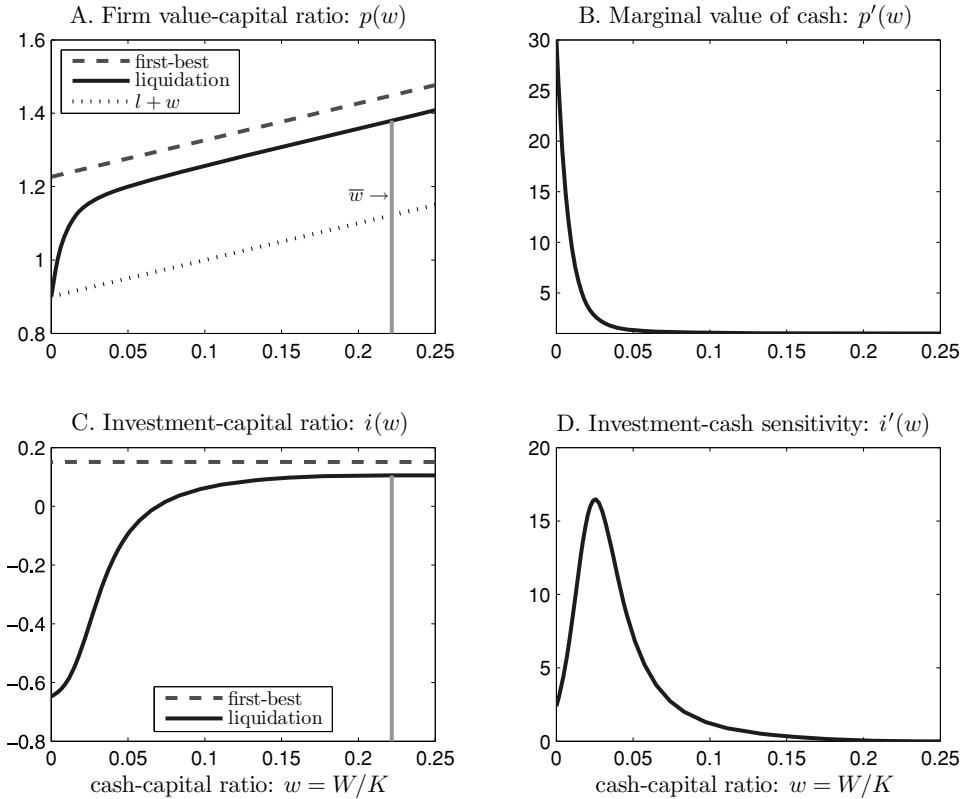 A. Firm value-capital ratio: p(w)
1.6
1.4
1.2
1
0.8
first-best
liquidation
l + w
w̅ →
0 0.05 0.1 0.15 0.2 0.25
B. Marginal value of cash: p′(w)
30
25
20
15
10
5
0 0.05 0.1 0.15 0.2 0.25
C. Investment-capital ratio: i(w)
0.2
0
−0.2
−0.4
−0.6
−0.8
first-best
liquidation
0 0.05 0.1 0.15 0.2 0.25
cash-capital ratio: w = W/K
D. Investment-cash sensitivity: i′(w)
20
15
10
5
0
0 0.05 0.1 0.15 0.2 0.25
cash-capital ratio: w = W/K